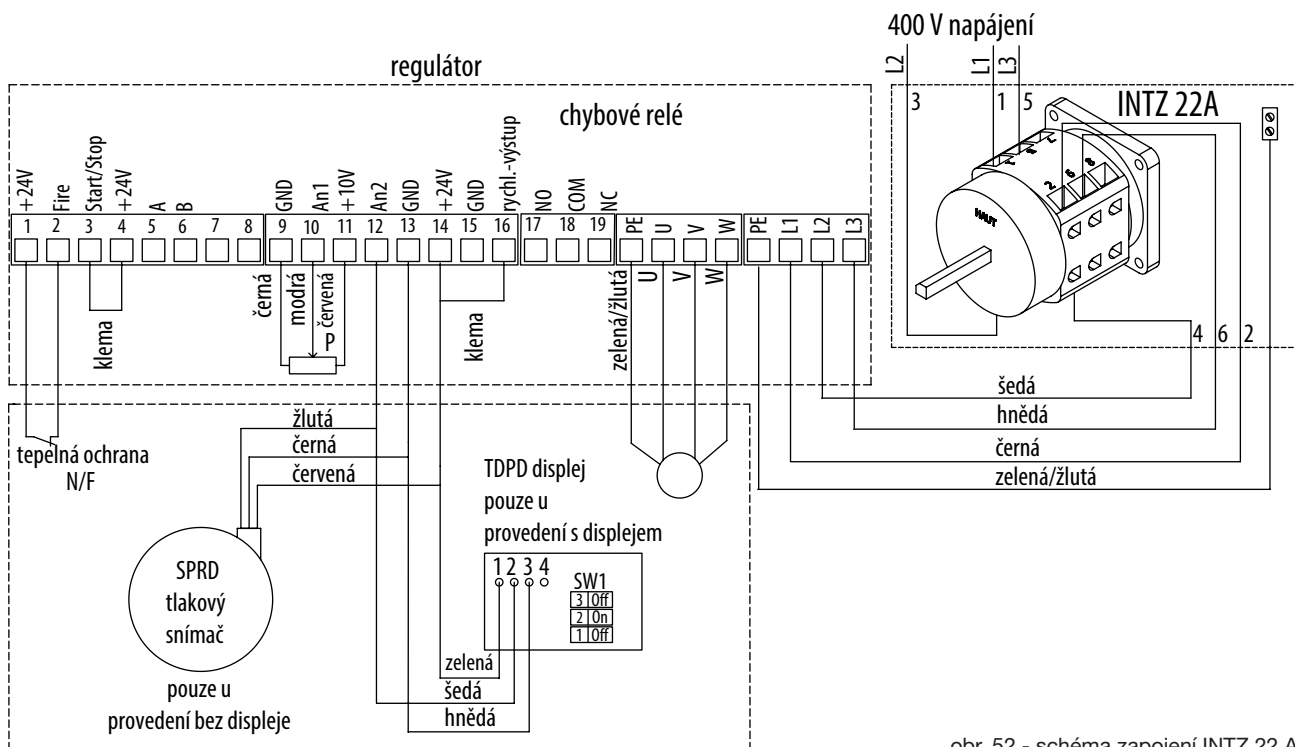 400 V napájení
L2
L1
L3
regulátor
3
1
5
INTZ 22A
chybové relé
+24V
Fire
Start/Stop
+24V
A
B
GND
An1
+10V
An2
GND
+24V
GND
rychl.-výstup
NO
COM
NC
PE
U
V
W
PE
L1
L2
L3
1 2 3 4 5 6 7 8 9 10 11 12 13 14 15 16 17 18 19
HAUT
2
klema
černá
modrá
červená
P
klema
zelená/žlutá
U
V
W
4 6 2
šedá
hnědá
černá
zelená/žlutá
tepelná ochrana
N/F
žlutá
černá
červená
TDPD displej
pouze u
provedení s displejem
1 2 3 4
SW1
3 Off
2 On
1 Off
SPRD
tlakový
snímač
pouze u
provedení bez displeje
zelená
šedá
hnědá
obr. 52 - schéma zapojení INTZ 22 A